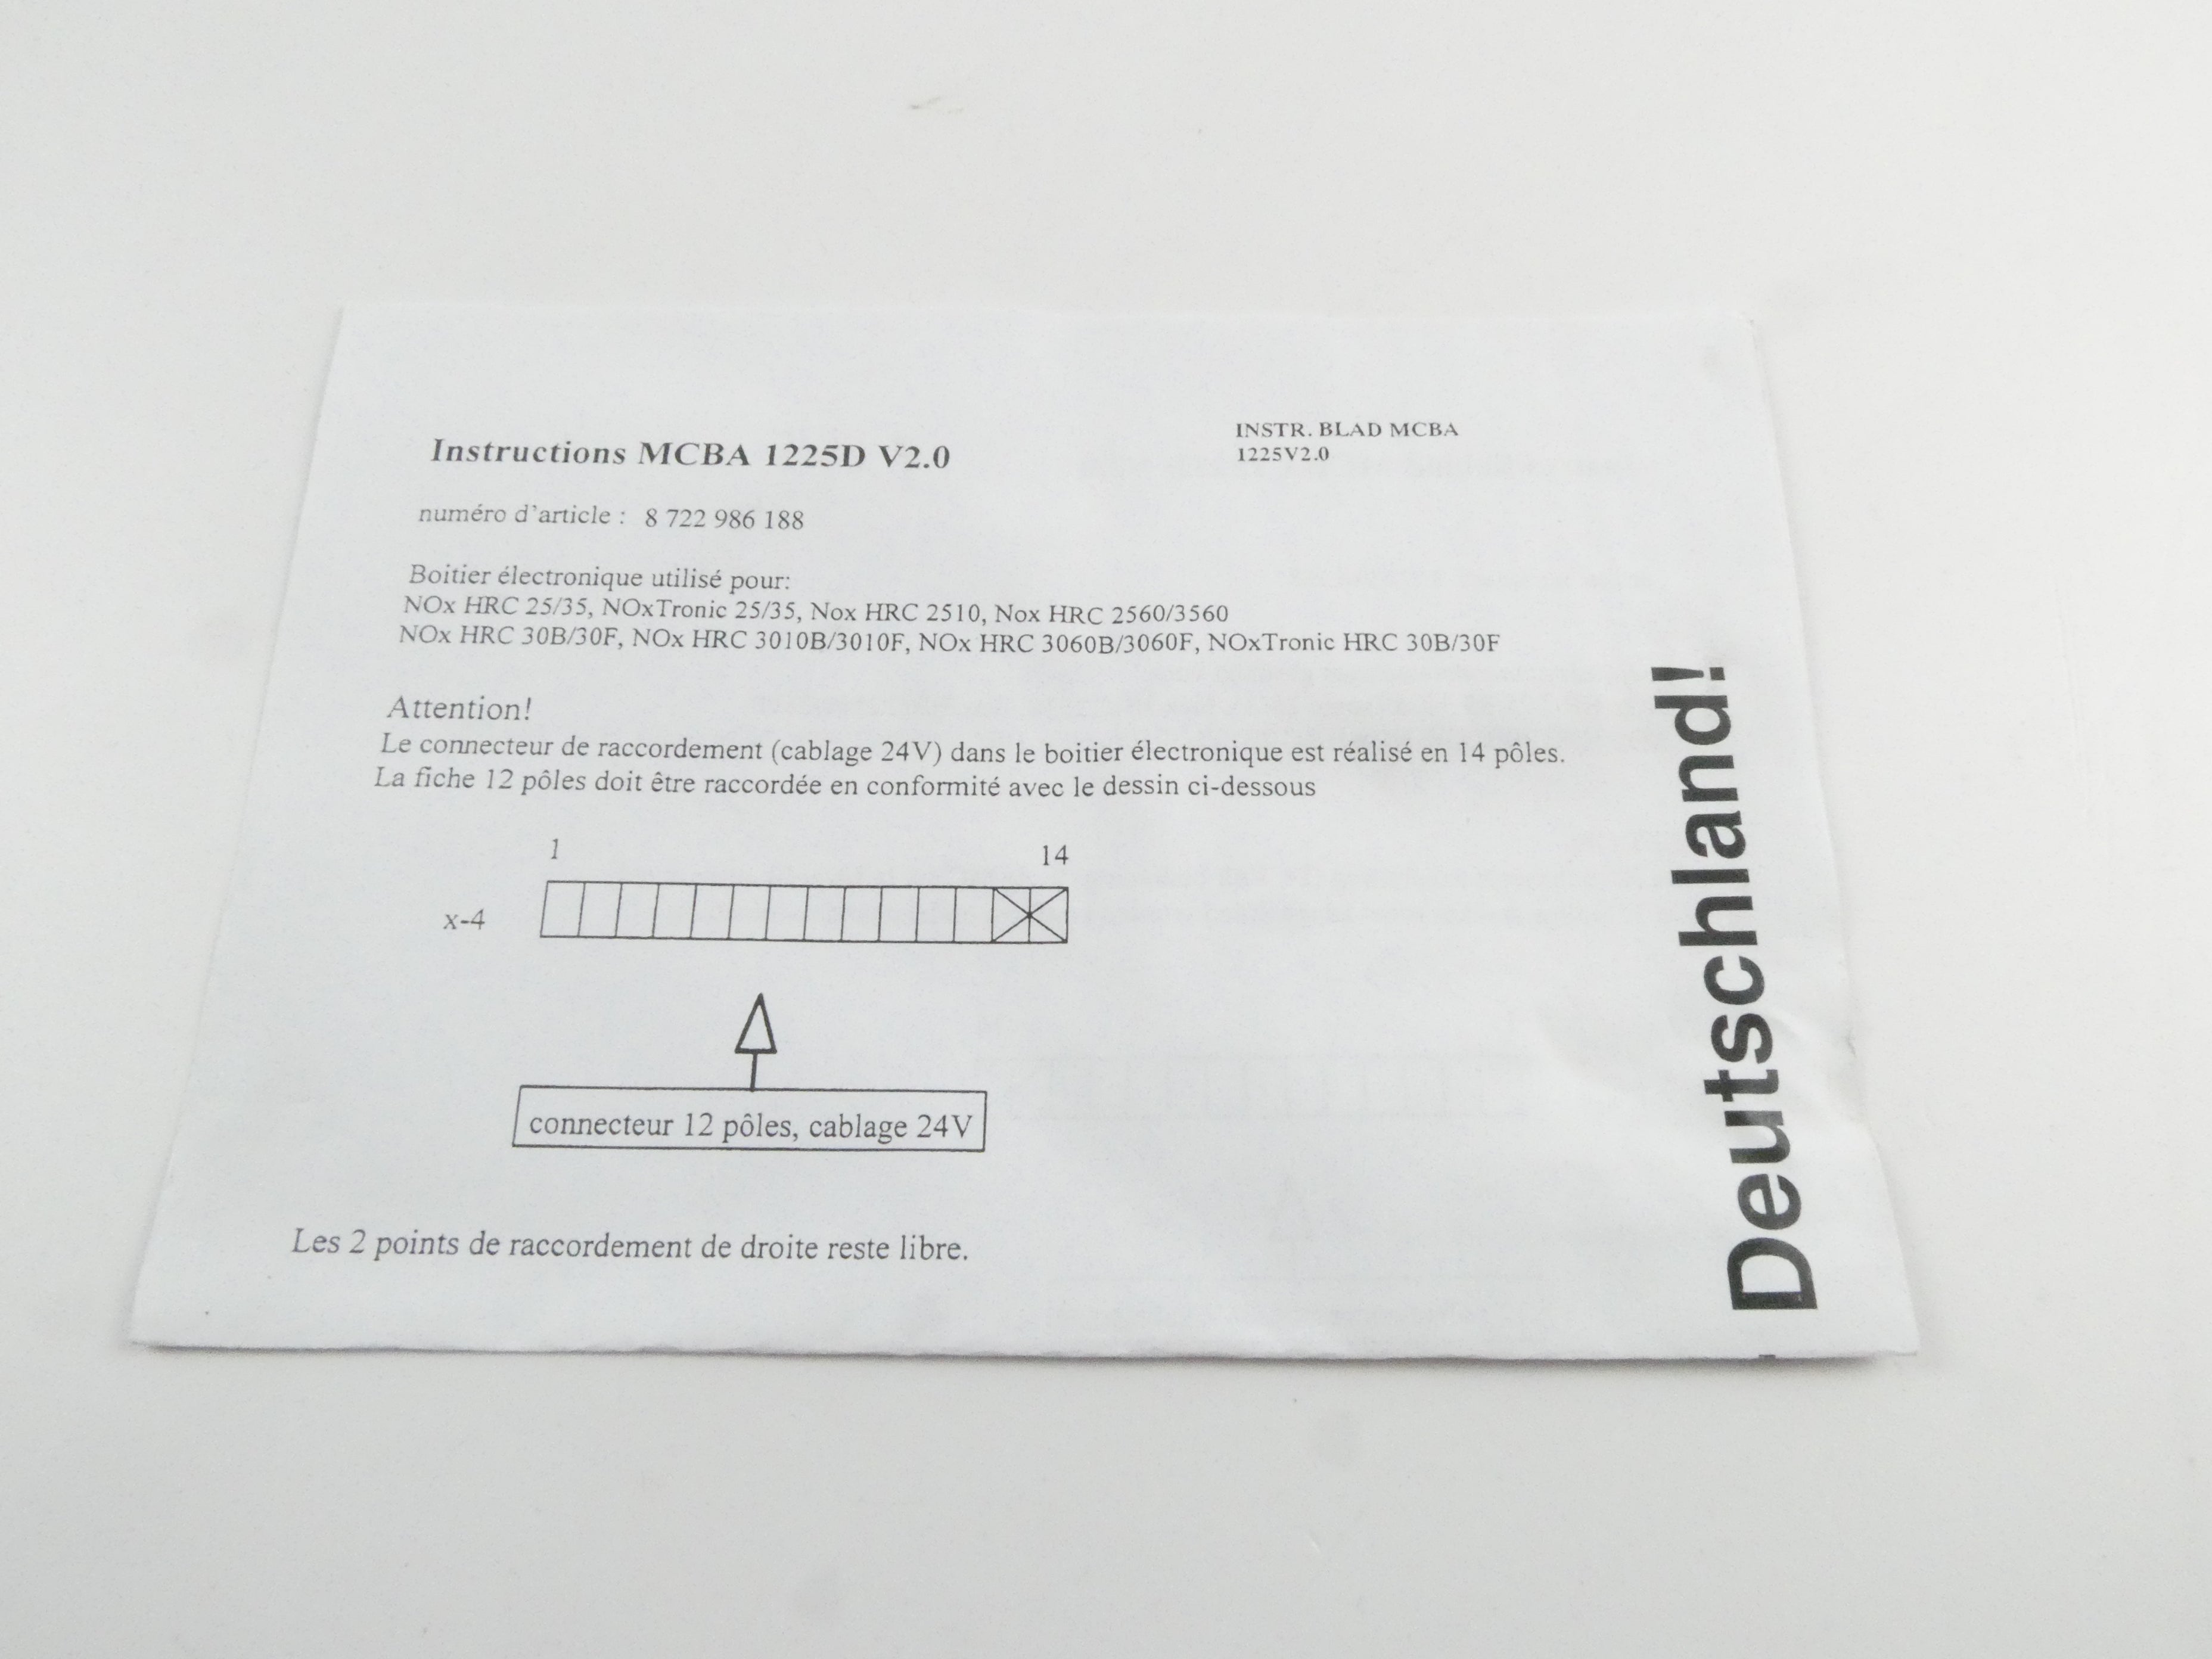 Instructions MCBA 1225D V2.0
INSTR. BLAD MCBA
1225V2.0
numéro d'article : 8 722 986 188
Boitier électronique utilisé pour:
NOx HRC 25/35, NOxTronic 25/35, Nox HRC 2510, Nox HRC 2560/3560
NOx HRC 30B/30F, NOx HRC 3010B/3010F, NOx HRC 3060B/3060F, NOxTronic HRC 30B/30F
Attention!
Le connecteur de raccordement (cablage 24V) dans le boitier électronique est réalisé en 14 pôles.
La fiche 12 pôles doit être raccordée en conformité avec le dessin ci-dessous
1 14
x-4
connecteur 12 pôles, cablage 24V
Les 2 points de raccordement de droite reste libre.
Deutschland!